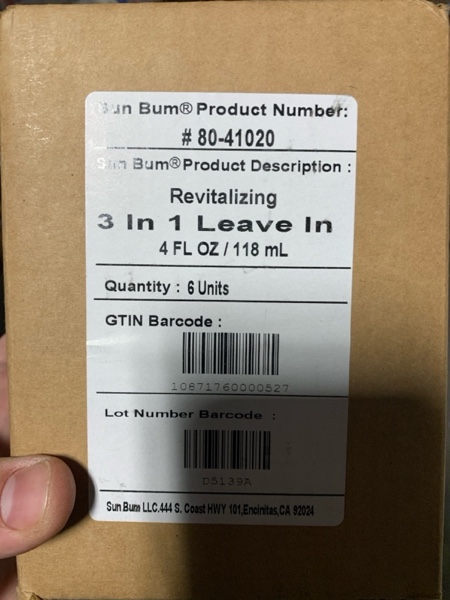 Sun Bum® Product Number:
# 80-41020
Sun Bum® Product Description :
Revitalizing
3 In 1 Leave In
4 FL OZ / 118 mL
Quantity : 6 Units
GTIN Barcode :
10871760000527
Lot Number Barcode :
D5139A
Sun Bum LLC.444 S. Coast HWY 101,Encinitas,CA 92024